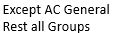 Except AC General
Rest all Groups